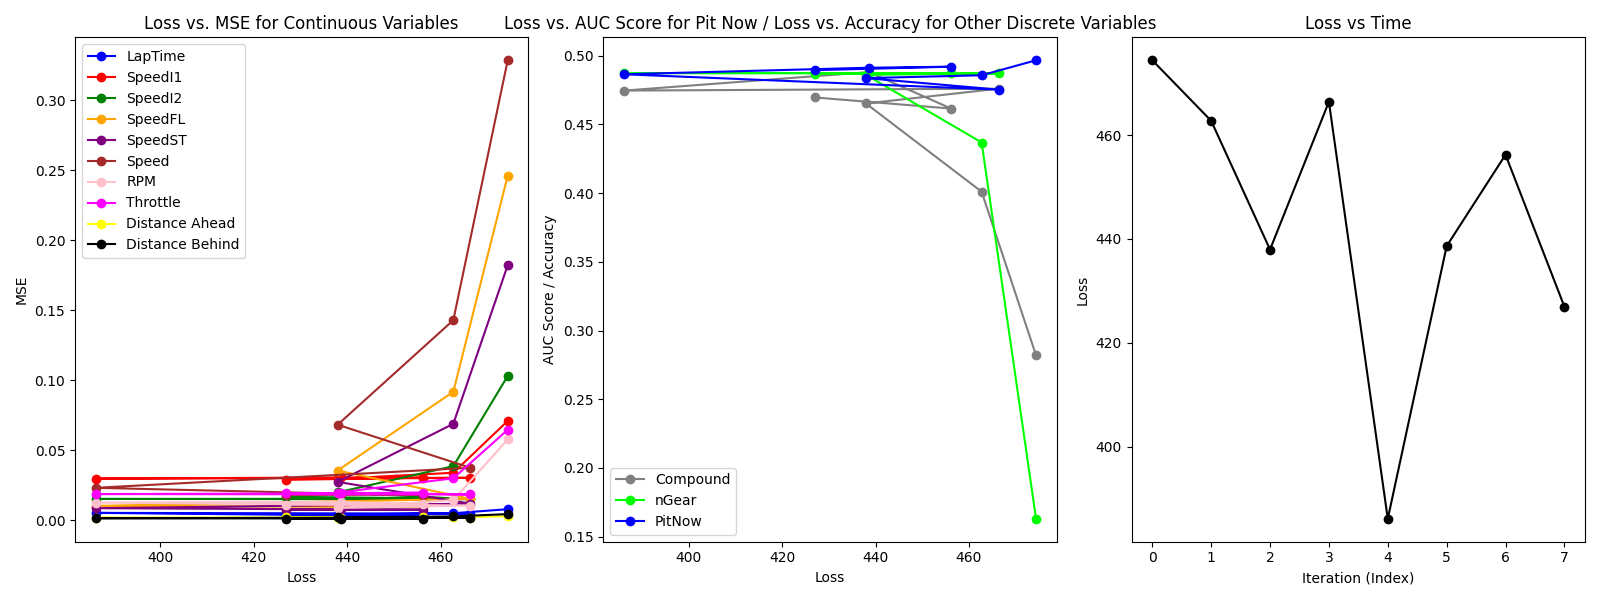 Loss vs. MSE for Continuous Variables
LapTime
SpeedI1
SpeedI2
SpeedFL
SpeedST
Speed
RPM
Throttle
Distance Ahead
Distance Behind
MSE
0.30
0.25
0.20
0.15
0.10
0.05
0.00
400
420
440
460
Loss
Loss vs. AUC Score for Pit Now / Loss vs. Accuracy for Other Discrete Variables
AUC Score / Accuracy
0.50
0.45
0.40
0.35
0.30
0.25
0.20
0.15
Compound
nGear
PitNow
400
420
440
460
Loss
Loss vs Time
Loss
460
440
420
400
0
1
2
3
4
5
6
7
Iteration (Index)